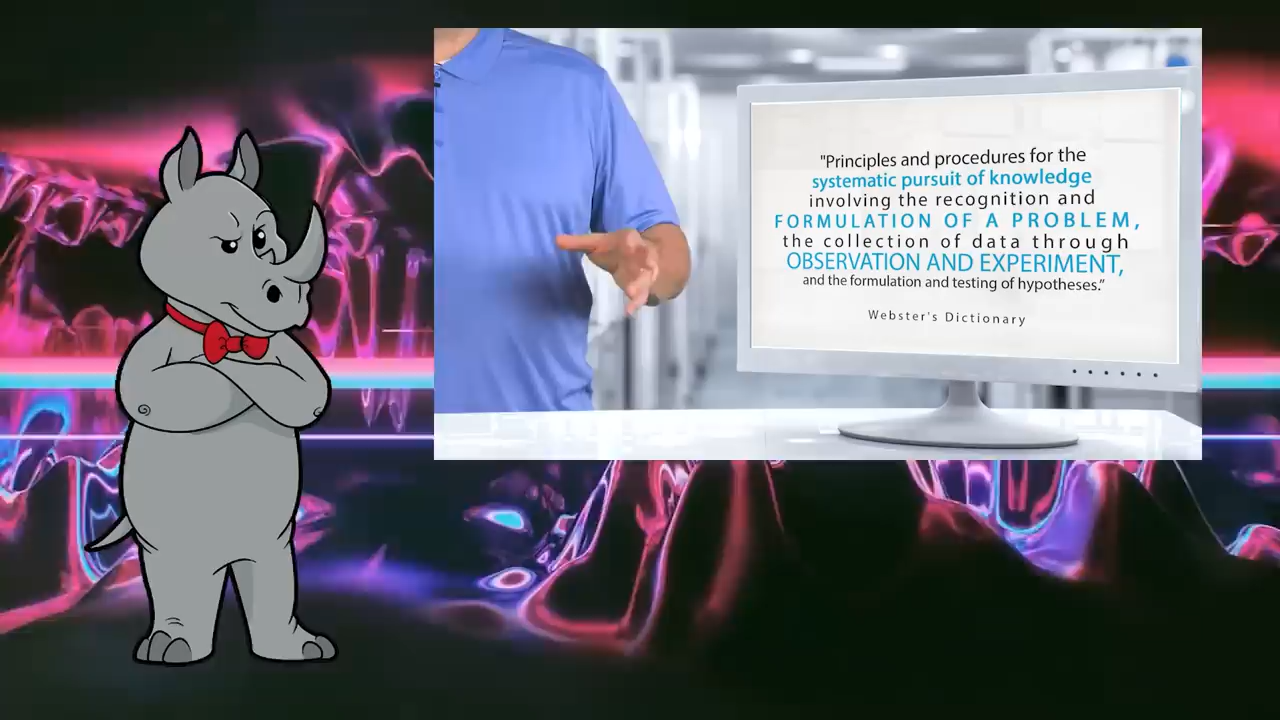 "Principles and procedures for the
systematic pursuit of knowledge
involving the recognition and
FORMULATION OF A PROBLEM,
the collection of data through
OBSERVATION AND EXPERIMENT,
and the formulation and testing of hypotheses."
Webster's Dictionary